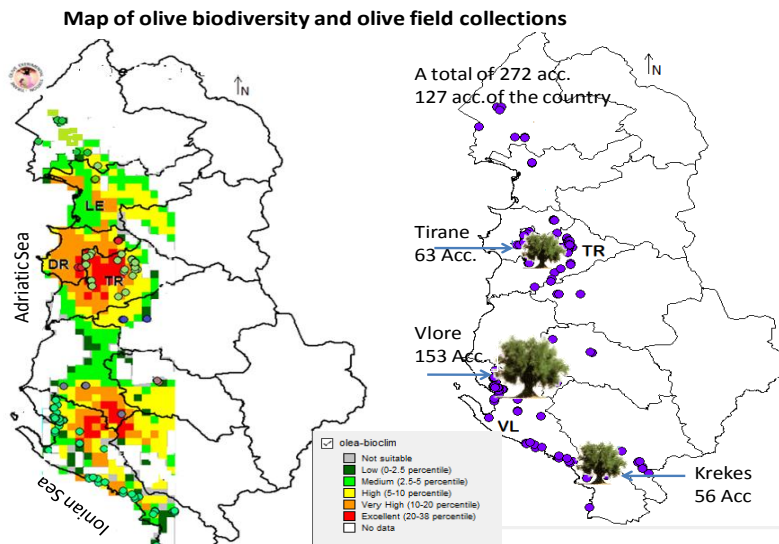 Map of olive biodiversity and olive field collections
N
LE
DR
TR
Adriatic Sea
Ionian Sea
olea-bioclim
Not suitable
Low (0-2.5 percentile)
Medium (2.5-5 percentile)
High (5-10 percentile)
Very High (10-20 percentile)
Excellent (20-38 percentile)
No data
N
A total of 272 acc.
127 acc.of the country
Tirane
63 Acc.
TR
Vlore
153 Acc.
VL
Krekes
56 Acc